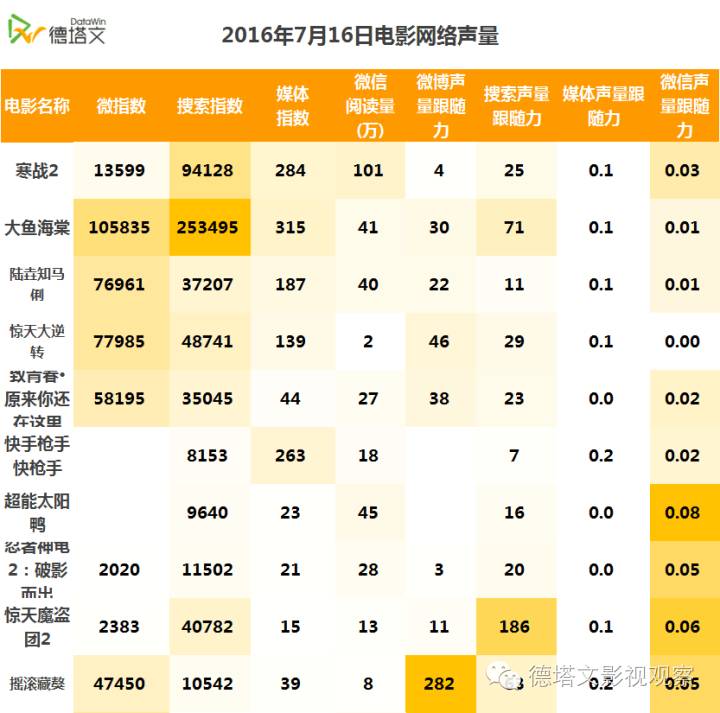 DataWin
德塔文
2016年7月16日电影网络声量
电影名称 微指数 搜索指数 媒体指数 微信阅读量(万) 微博声量跟随力 搜索声量跟随力 媒体声量跟随力 微信声量跟随力
寒战2 13599 94128 284 101 4 25 0.1 0.03
大鱼海棠 105835 253495 315 41 30 71 0.1 0.01
陆垚知马俐 76961 37207 187 40 22 11 0.1 0.01
惊天大逆转 77985 48741 139 2 46 29 0.1 0.00
致青春•原来你还在这里 58195 35045 44 27 38 23 0.0 0.02
快手枪手快枪手 8153 263 18 7 0.2 0.02
超能太阳鸭 9640 23 45 16 0.0 0.08
忍者神龟2：破影而出 2020 11502 21 28 3 20 0.0 0.05
惊天魔盗团2 2383 40782 15 13 11 186 0.1 0.06
摇滚藏獒 47450 10542 39 8 282 0.2 0.05
德塔文影视观察